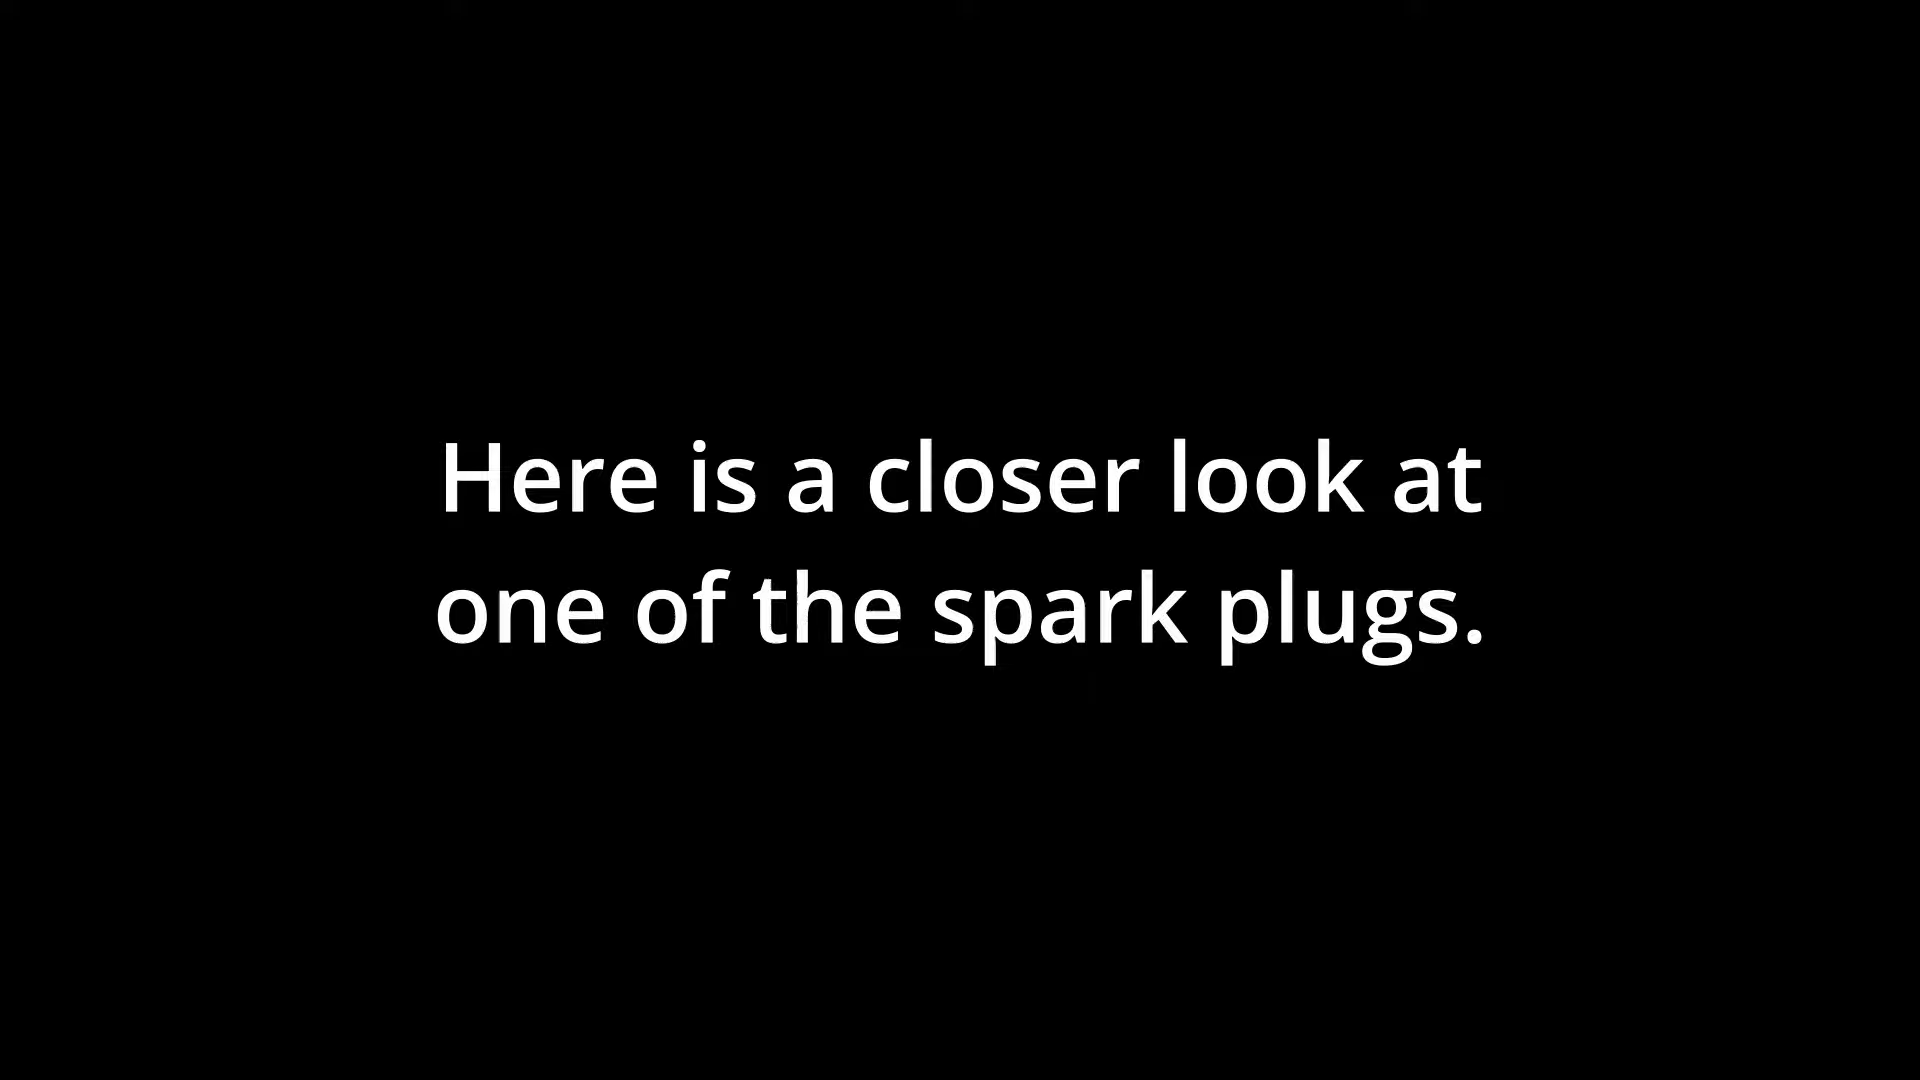 Here is a closer look at
one of the spark plugs.